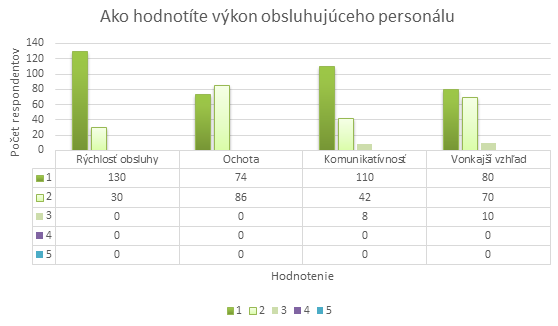 Ako hodnotíte výkon obsluhujúceho personálu
Počet respondentov
140
120
100
80
60
40
20
0
Rýchlosť obsluhy Ochota Komunikatívnosť Vonkajší vzhľad
1 130 74 110 80
2 30 86 42 70
3 0 0 8 10
4 0 0 0 0
5 0 0 0 0
Hodnotenie
1 2 3 4 5